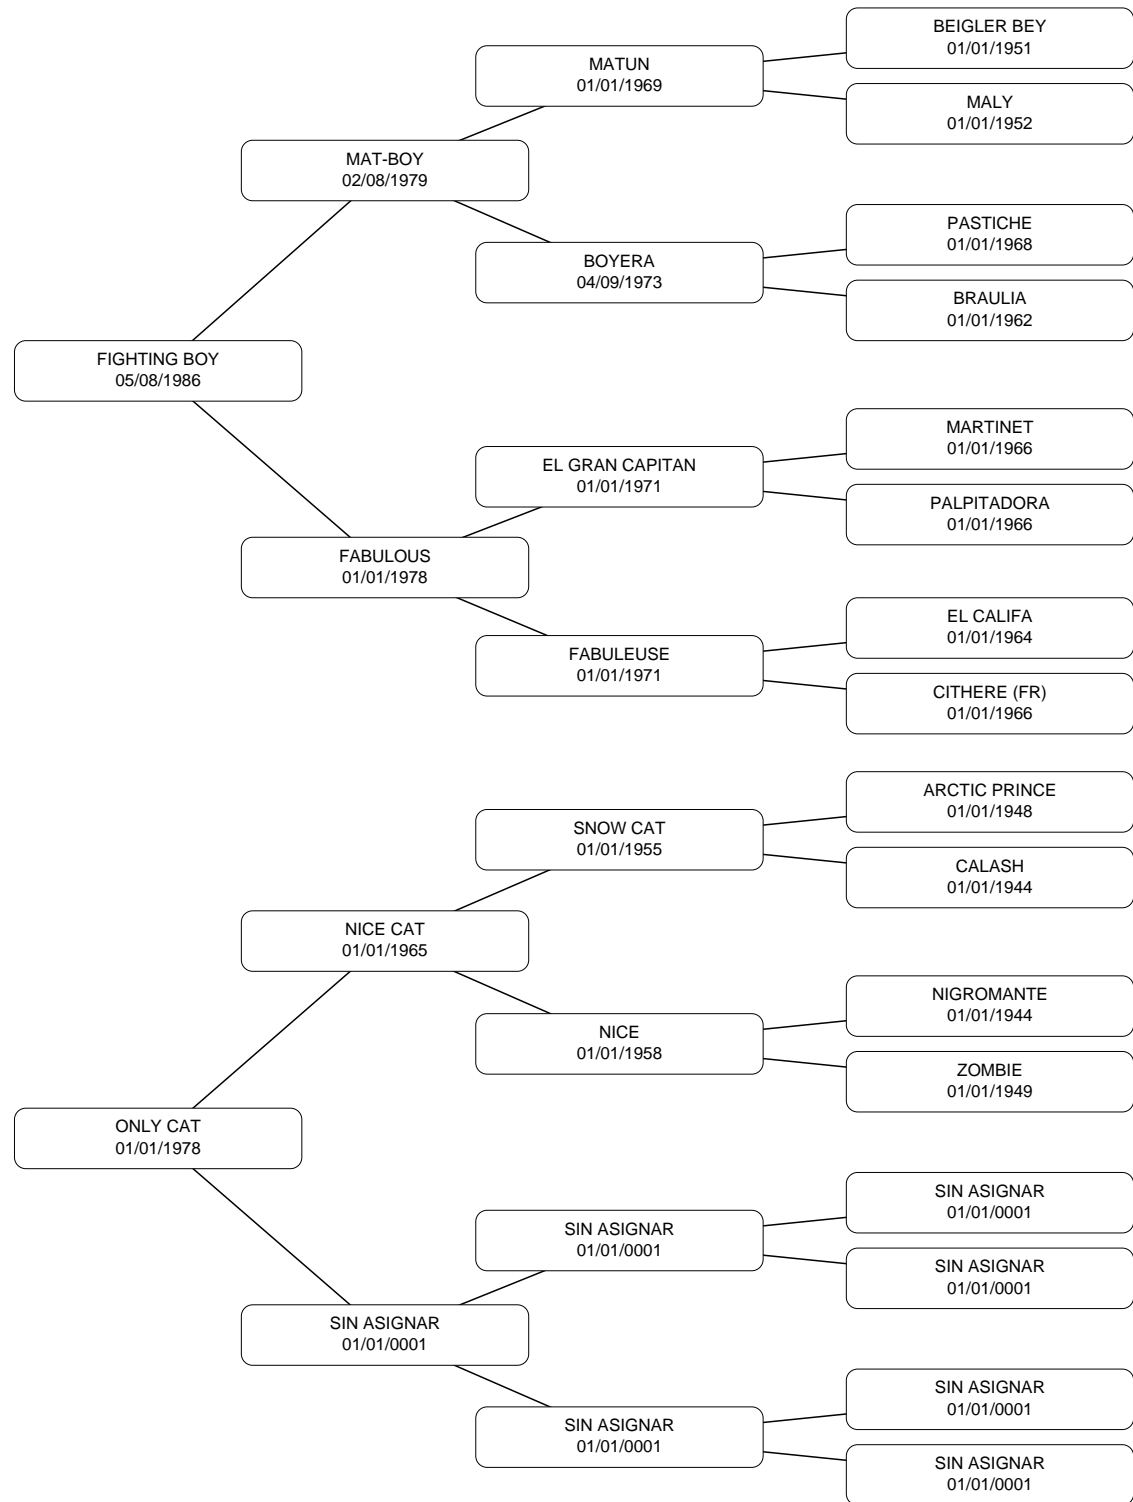 BEIGLER BEY
01/01/1951
MATUN
01/01/1969
MALY
01/01/1952
MAT-BOY
02/08/1979
PASTICHE
01/01/1968
BOYERA
04/09/1973
BRAULIA
01/01/1962
FIGHTING BOY
05/08/1986
MARTINET
01/01/1966
EL GRAN CAPITAN
01/01/1971
PALPITADORA
01/01/1966
FABULOUS
01/01/1978
EL CALIFA
01/01/1964
FABULEUSE
01/01/1971
CITHERE (FR)
01/01/1966
ARCTIC PRINCE
01/01/1948
SNOW CAT
01/01/1955
CALASH
01/01/1944
NICE CAT
01/01/1965
NIGROMANTE
01/01/1944
NICE
01/01/1958
ZOMBIE
01/01/1949
ONLY CAT
01/01/1978
SIN ASIGNAR
01/01/0001
SIN ASIGNAR
01/01/0001
SIN ASIGNAR
01/01/0001
SIN ASIGNAR
01/01/0001
SIN ASIGNAR
01/01/0001
SIN ASIGNAR
01/01/0001
SIN ASIGNAR
01/01/0001